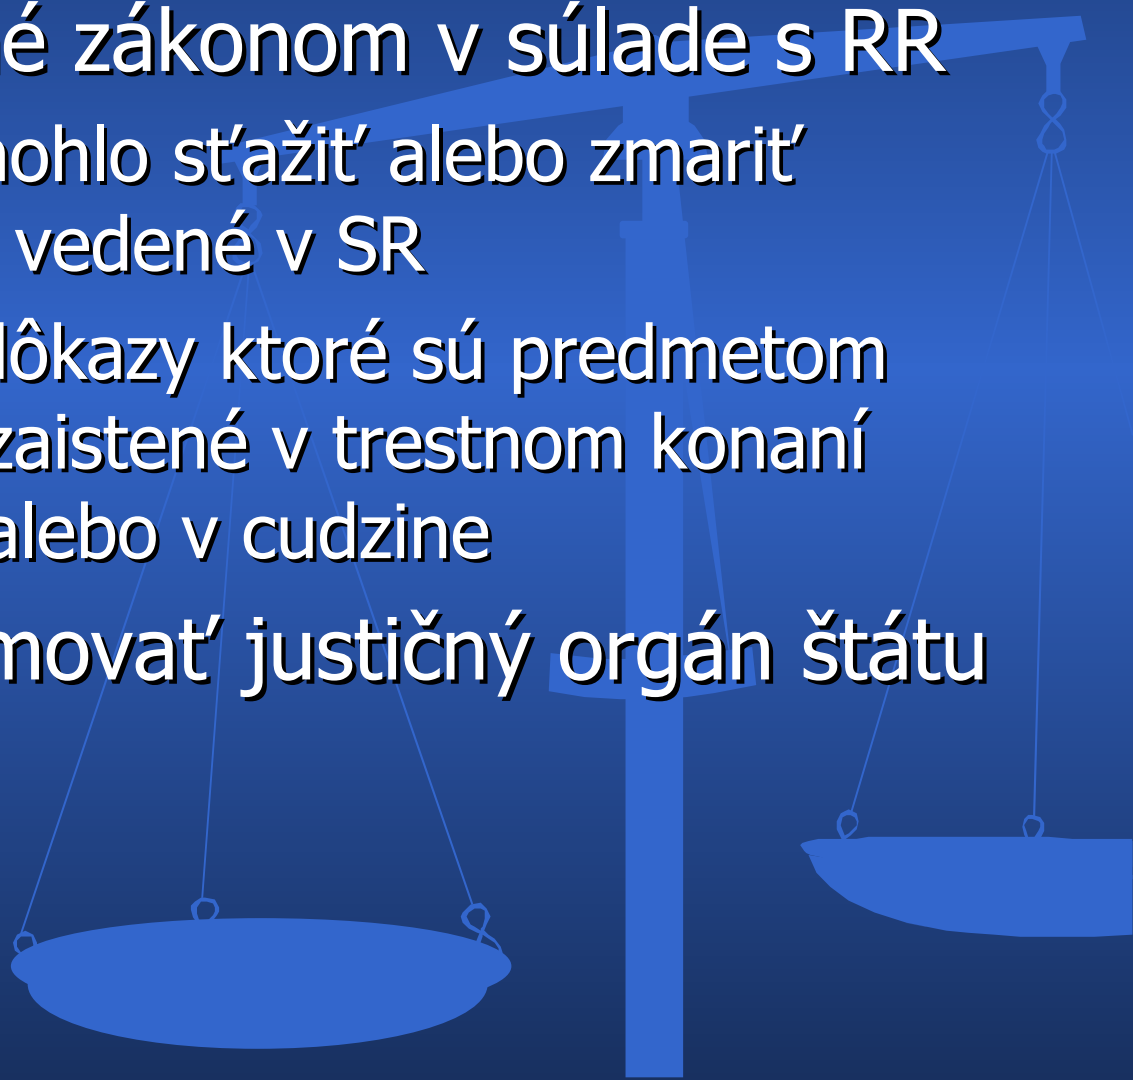 é zákonom v súlade s RR
ohlo sťažiť alebo zmariť
vedené v SR
ôkazy ktoré sú predmetom
zaistené v trestnom konaní
alebo v cudzine
movať justičný orgán štátu